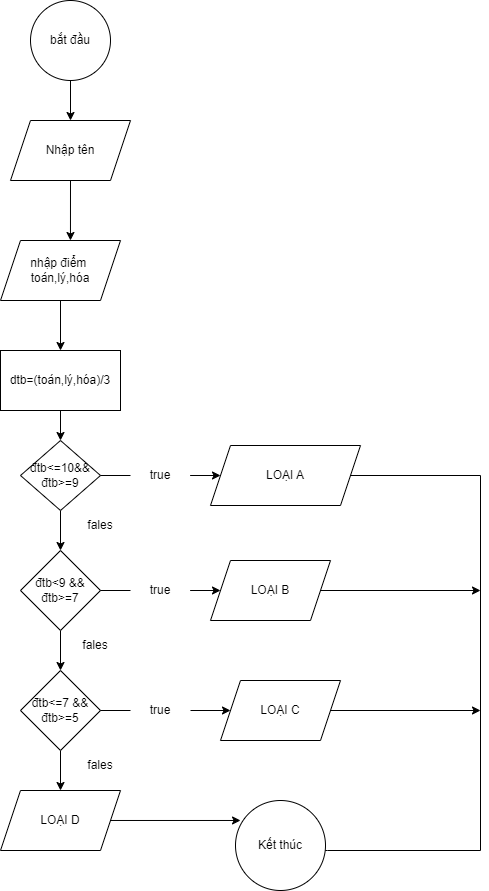 bắt đầu
Nhập tên
nhập điểm
toán,lý,hóa
dtb=(toán,lý,hóa)/3
đtb<=10&&
đtb>=9
true
LOẠI A
fales
đtb<9 &&
đtb>=7
true
LOẠI B
fales
đtb<=7 &&
đtb>=5
true
LOẠI C
fales
LOẠI D
Kết thúc